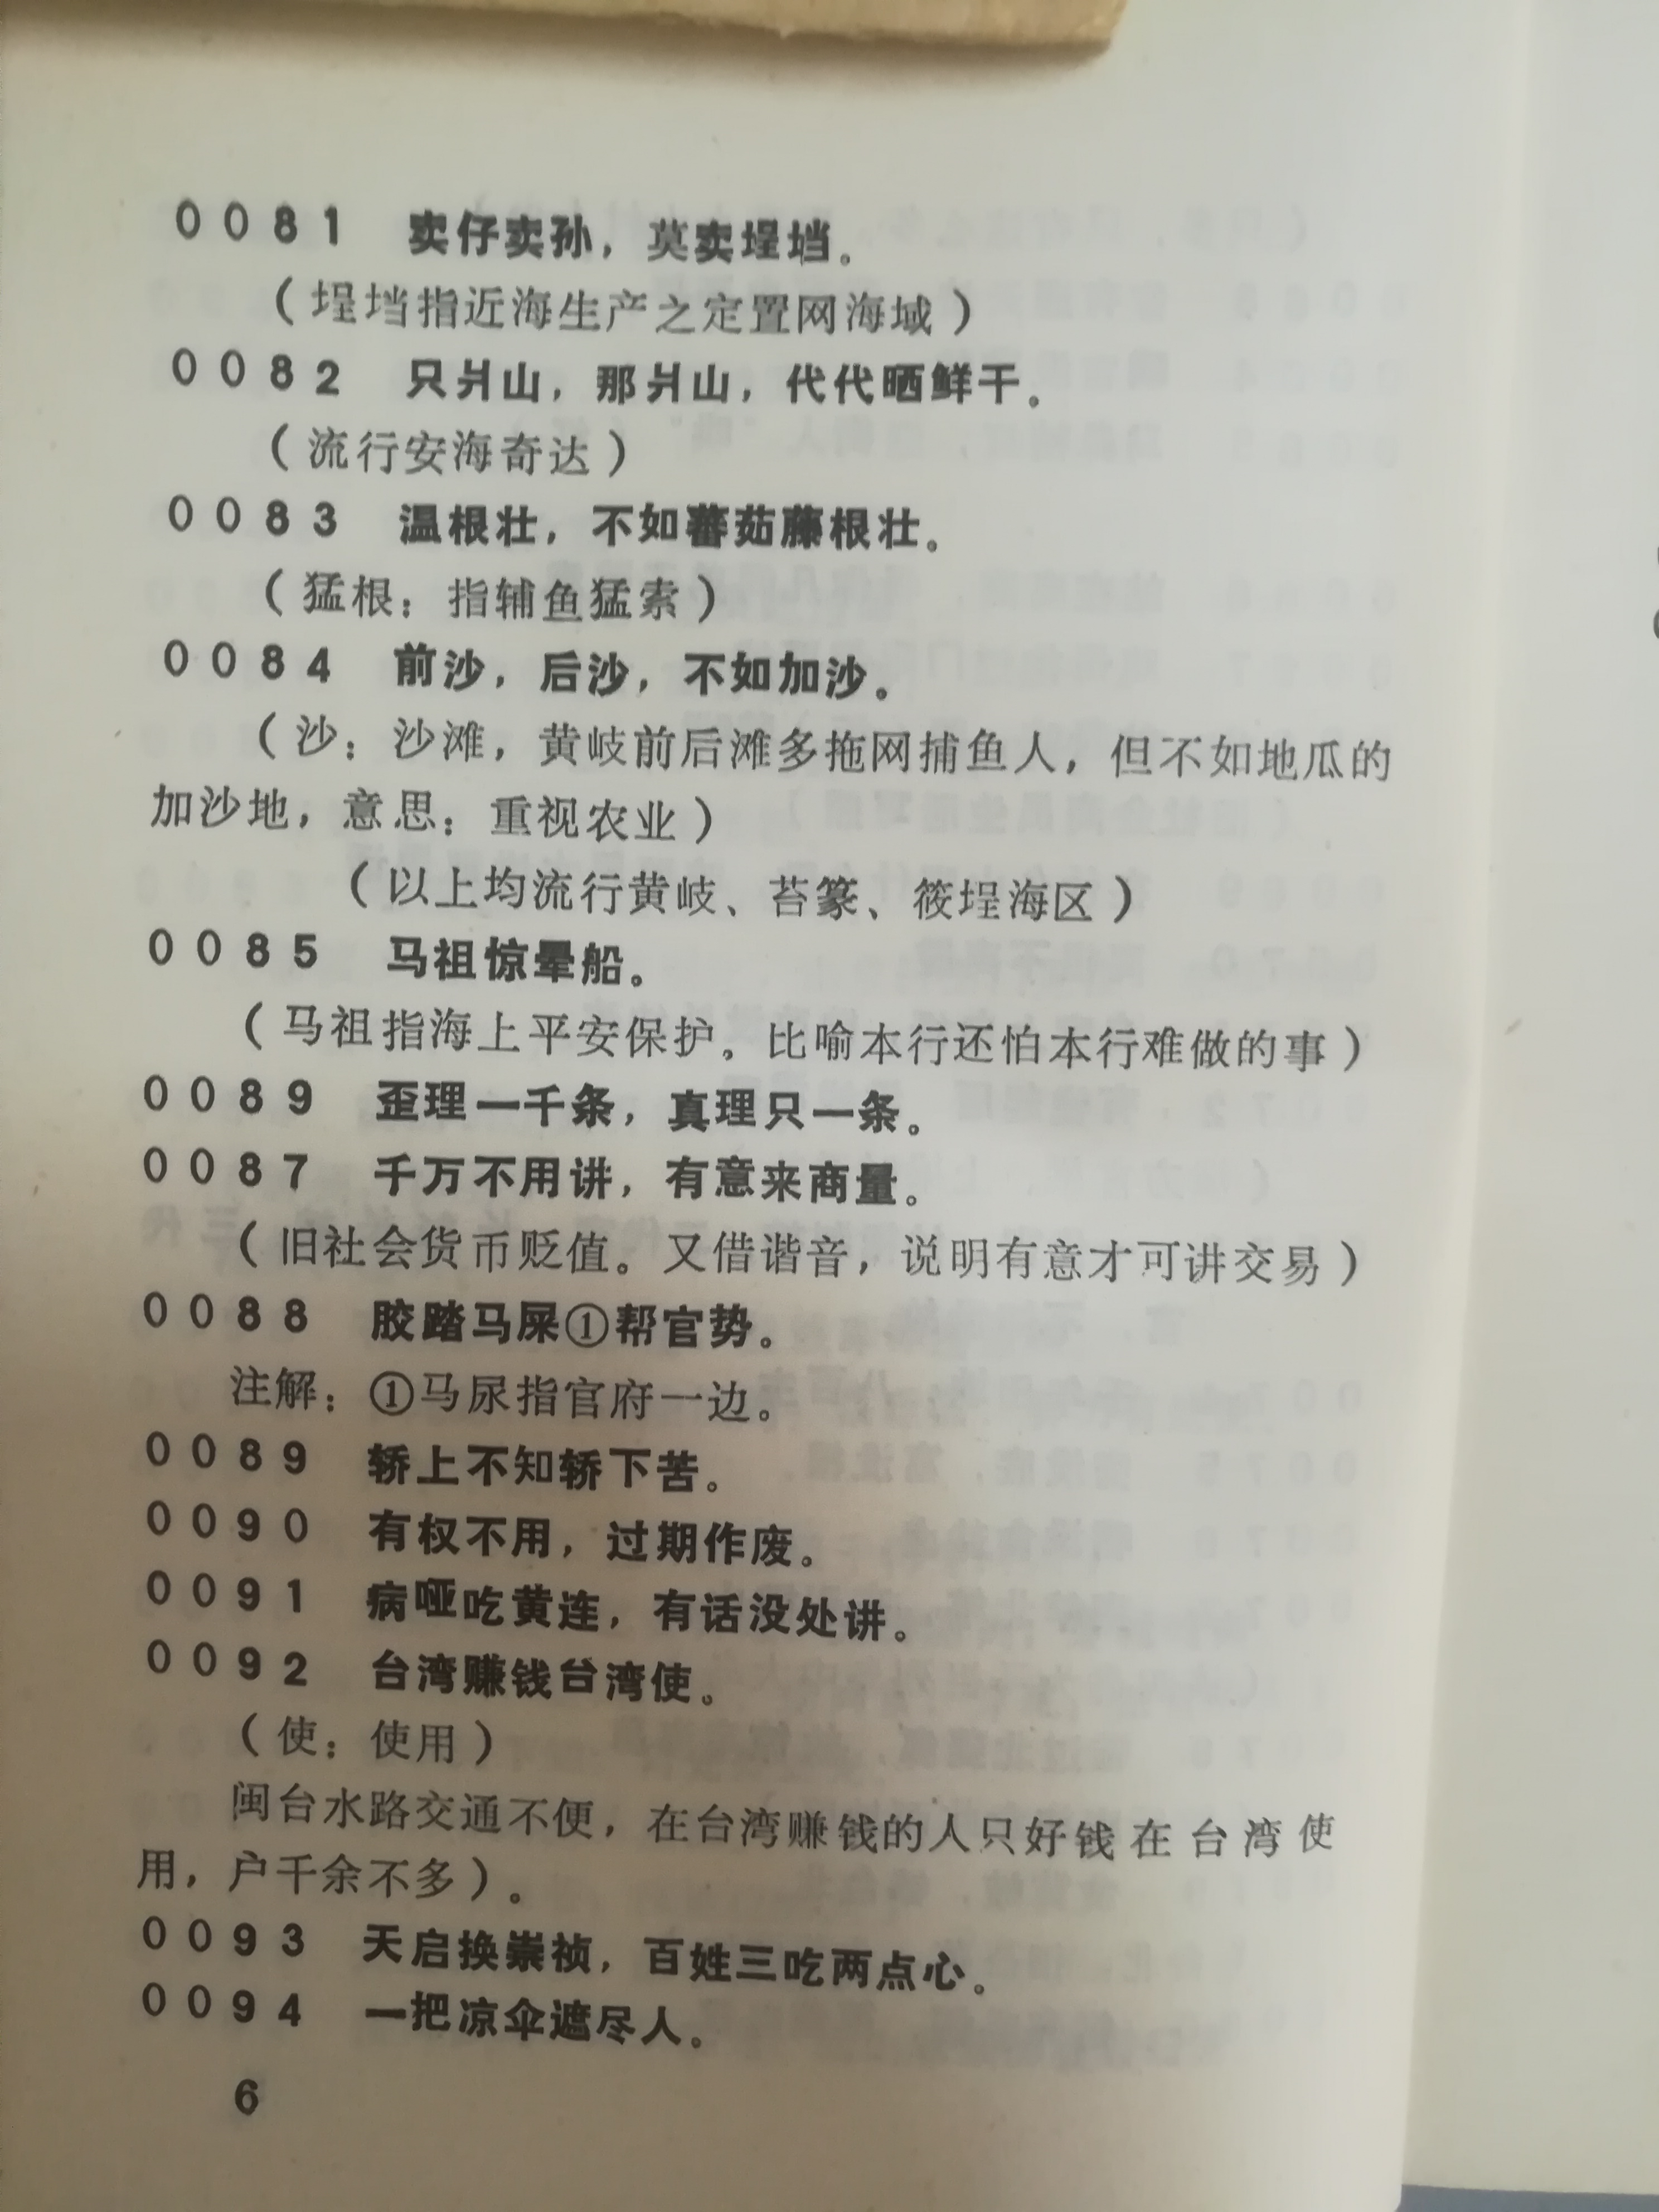 0081 卖仔卖孙，莫卖埕垱。
（埕垱指近海生产之定置网海域）
0082 只爿山，那爿山，代代晒鲜干。
（流行安海奇达）
0083 温根壮，不如蕃茹藤根壮。
（猛根：指辅鱼猛索）
0084 前沙，后沙，不如加沙。
（沙：沙滩，黄岐前后滩多拖网捕鱼人，但不如地瓜的
加沙地，意思：重视农业）
（以上均流行黄岐、苔篆、筱埕海区）
0085 马祖惊晕船。
（马祖指海上平安保护。比喻本行还怕本行难做的事）
0089 歪理一千条，真理只一条。
0087 千万不用讲，有意来商量。
（旧社会货币贬值。又借谐音，说明有意才可讲交易）
0088 胶踏马屎①帮官势。
注解：①马尿指官府一边。
0089 轿上不知轿下苦。
0090 有权不用，过期作废。
0091 病哑吃黄连，有话没处讲。
0092 台湾赚钱台湾使。
（使：使用）
闽台水路交通不便，在台湾赚钱的人只好钱在台湾使
用，户千余不多）。
0093 天启换崇祯，百姓三吃两点心。
0094 一把凉伞遮尽人。
6